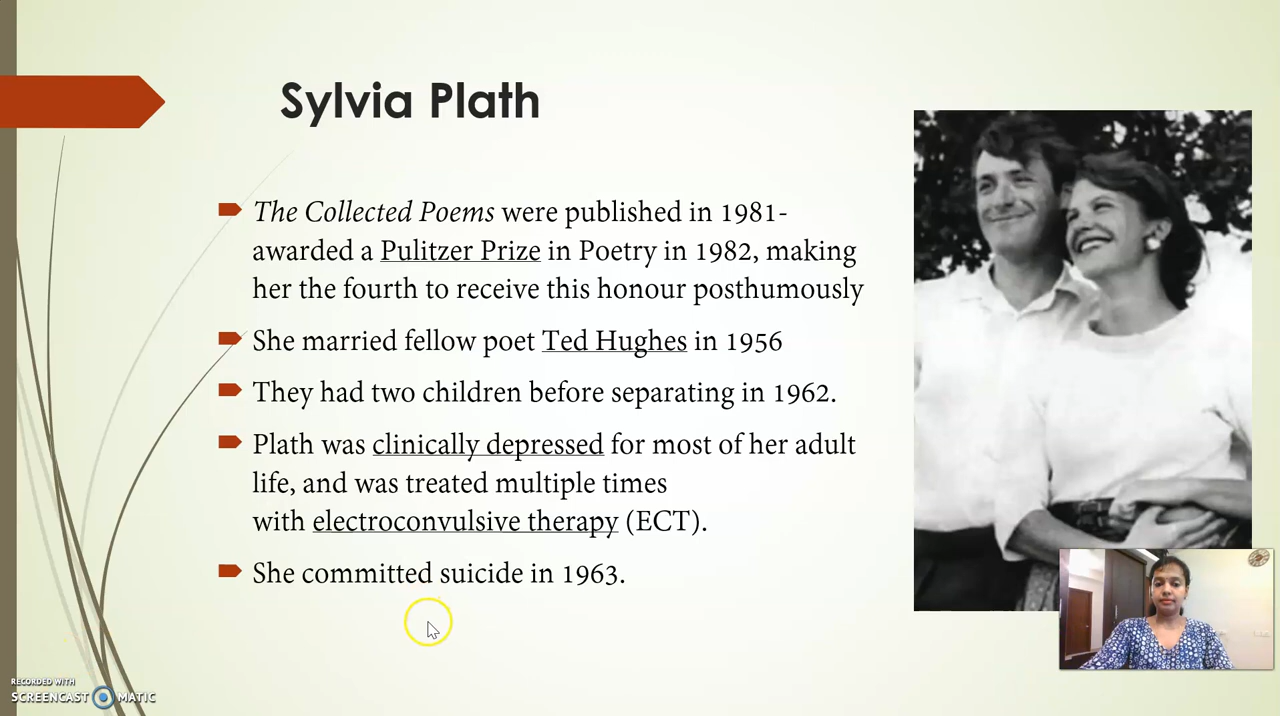 Sylvia Plath
The Collected Poems were published in 1981-
awarded a Pulitzer Prize in Poetry in 1982, making
her the fourth to receive this honour posthumously
She married fellow poet Ted Hughes in 1956
They had two children before separating in 1962.
Plath was clinically depressed for most of her adult
life, and was treated multiple times
with electroconvulsive therapy (ECT).
She committed suicide in 1963.
RECORDED WITH
SCREENCAST MATIC